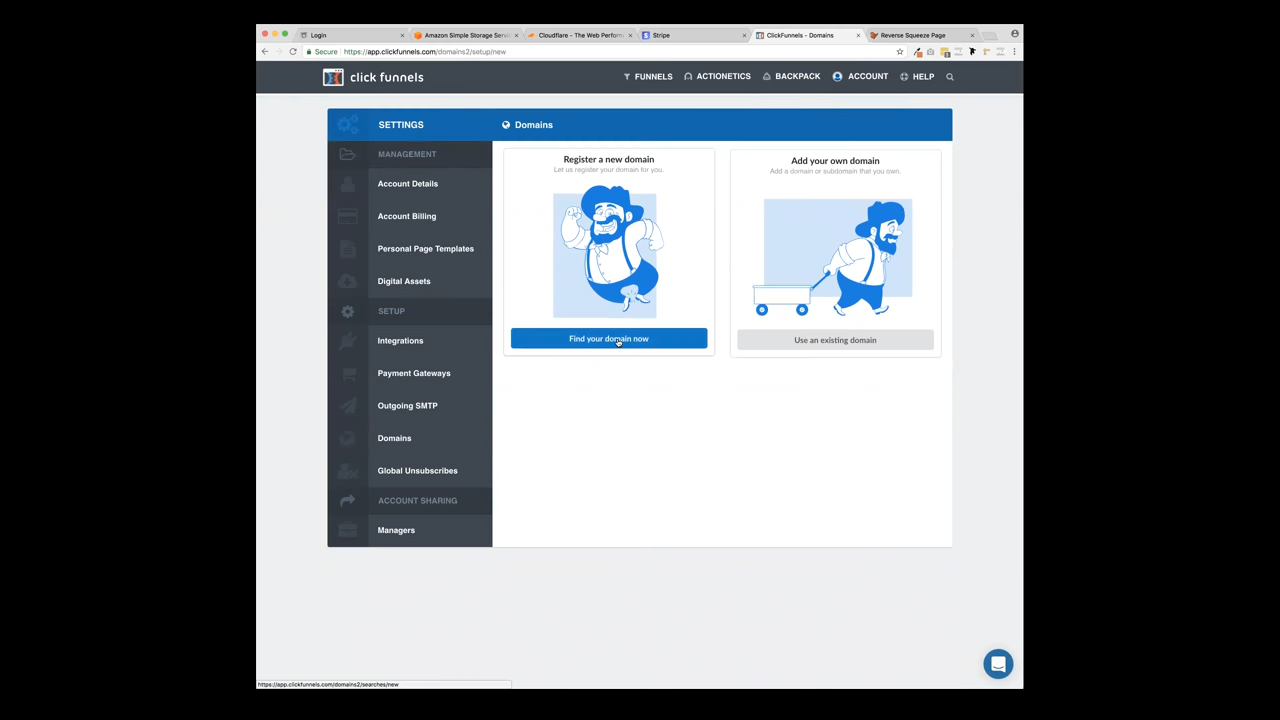 Login
Amazon Simple Storage Serv
Cloudflare - The Web Perform
Stripe
ClickFunnels - Domains
Reverse Squeeze Page
Secure
https://app.clickfunnels.com/domains2/setup/new
click funnels
FUNNELS
ACTIONETICS
BACKPACK
ACCOUNT
HELP
SETTINGS
Domains
MANAGEMENT
Account Details
Account Billing
Personal Page Templates
Digital Assets
SETUP
Integrations
Payment Gateways
Outgoing SMTP
Domains
Global Unsubscribes
ACCOUNT SHARING
Managers
Register a new domain
Let us register your domain for you.
Find your domain now
Add your own domain
Add a domain or subdomain that you own.
Use an existing domain
https://app.clickfunnels.com/domains2/searches/new